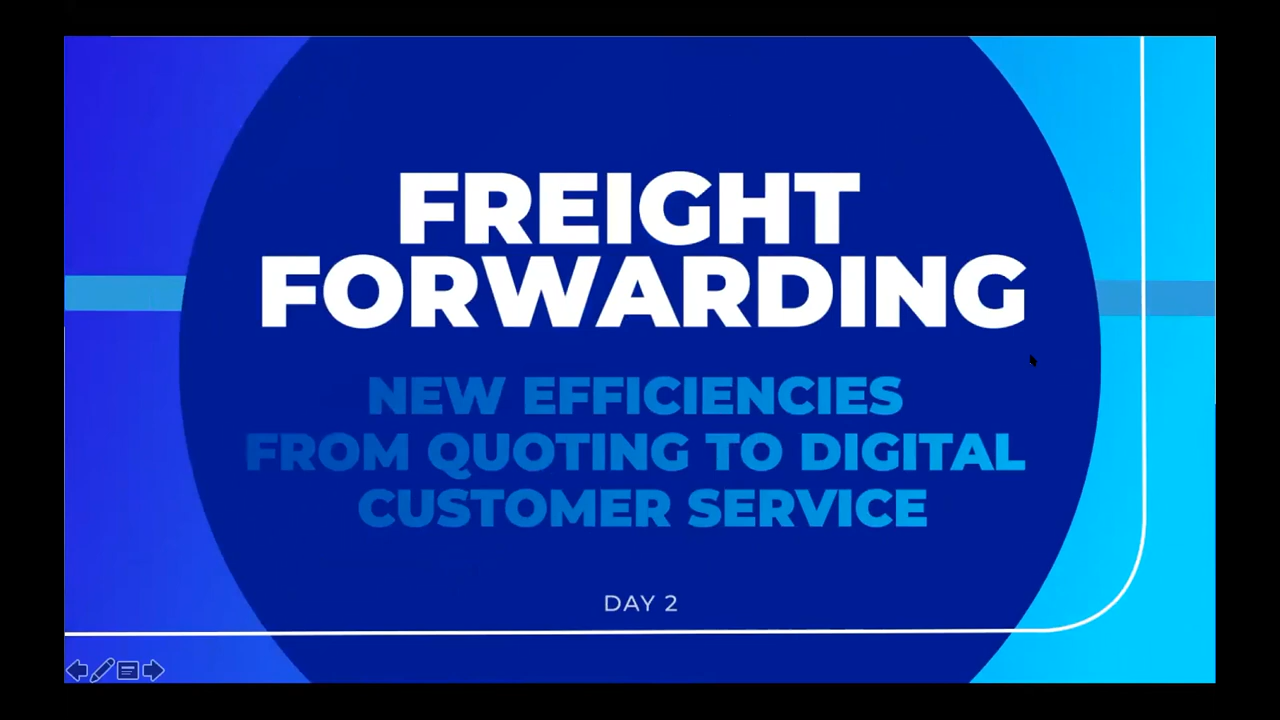 FREIGHT
FORWARDING
NEW EFFICIENCIES
FROM QUOTING TO DIGITAL
CUSTOMER SERVICE
DAY 2